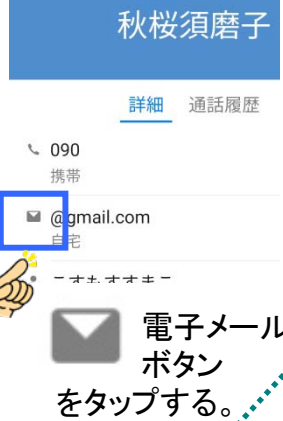 秋桜須磨子
詳細 通話履歴
090
携帯
@gmail.com
自宅
電子メール
ボタン
をタップする。